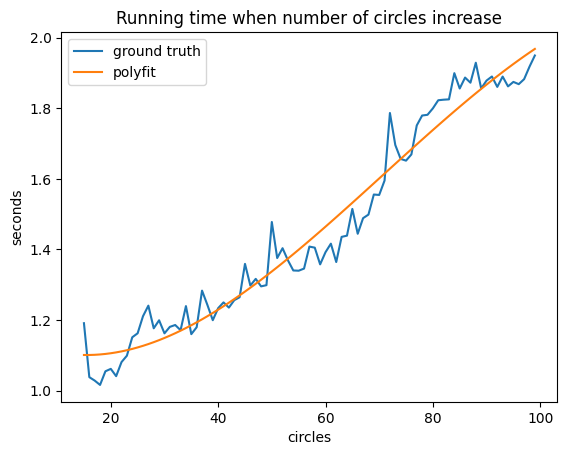 Running time when number of circles increase
ground truth
polyfit
seconds
2.0
1.8
1.6
1.4
1.2
1.0
20
40
60
80
100
circles